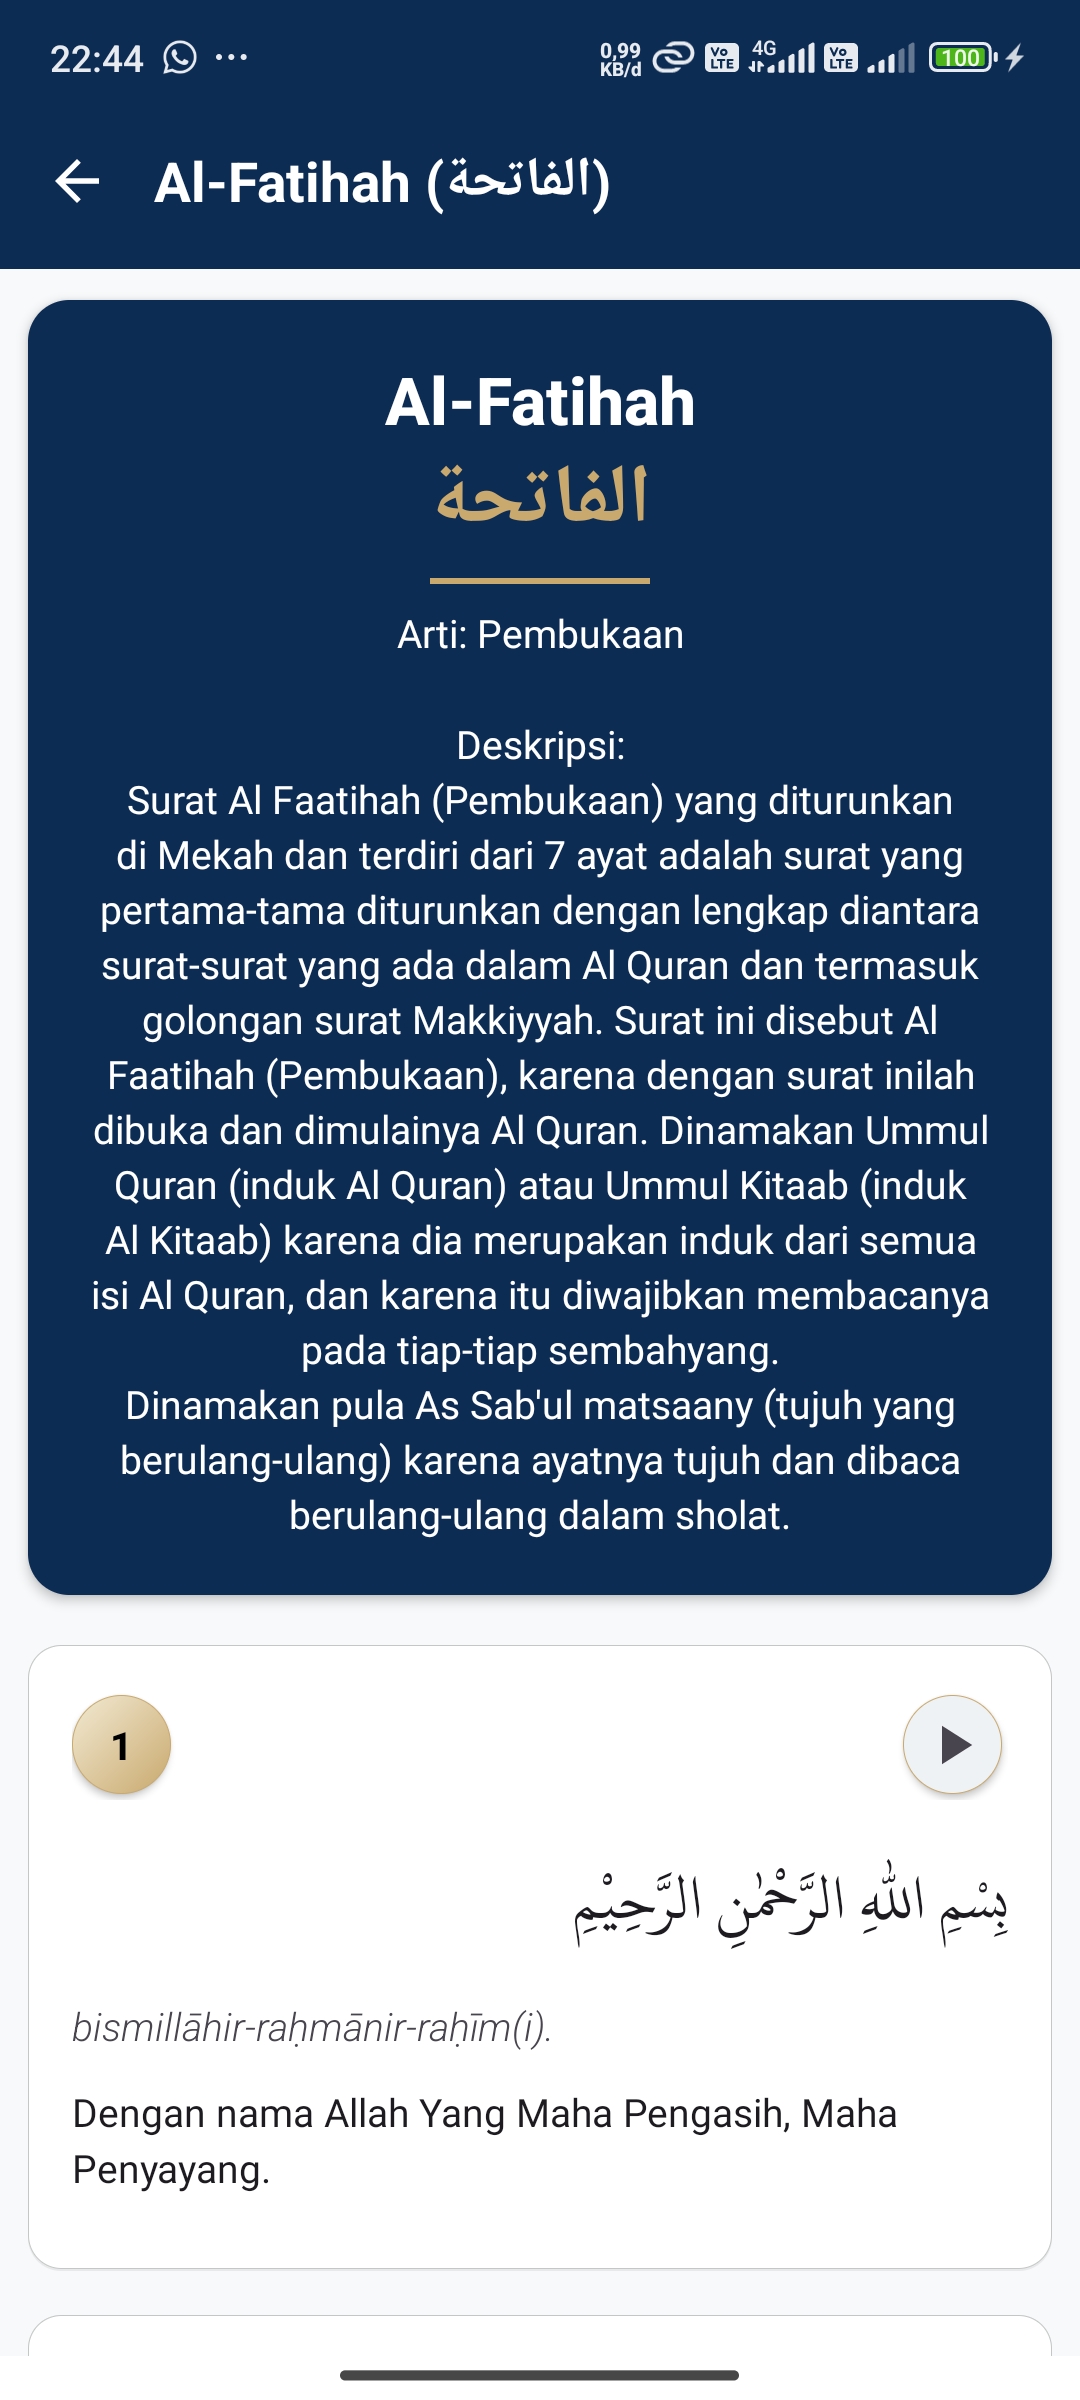 22:44
0,99
KB/d
Vo
LTE
4G
Vo
LTE
100
Al-Fatihah (الفاتحة)
Al-Fatihah
الفاتحة
Arti: Pembukaan
Deskripsi:
Surat Al Faatihah (Pembukaan) yang diturunkan
di Mekah dan terdiri dari 7 ayat adalah surat yang
pertama-tama diturunkan dengan lengkap diantara
surat-surat yang ada dalam Al Quran dan termasuk
golongan surat Makkiyyah. Surat ini disebut Al
Faatihah (Pembukaan), karena dengan surat inilah
dibuka dan dimulainya Al Quran. Dinamakan Ummul
Quran (induk Al Quran) atau Ummul Kitaab (induk
Al Kitaab) karena dia merupakan induk dari semua
isi Al Quran, dan karena itu diwajibkan membacanya
pada tiap-tiap sembahyang.
Dinamakan pula As Sab'ul matsaany (tujuh yang
berulang-ulang) karena ayatnya tujuh dan dibaca
berulang-ulang dalam sholat.
1
بِسْمِ اللّٰهِ الرَّحْمٰنِ الرَّحِيْمِ
bismillāhir-raḥmānir-raḥīm(i).
Dengan nama Allah Yang Maha Pengasih, Maha
Penyayang.